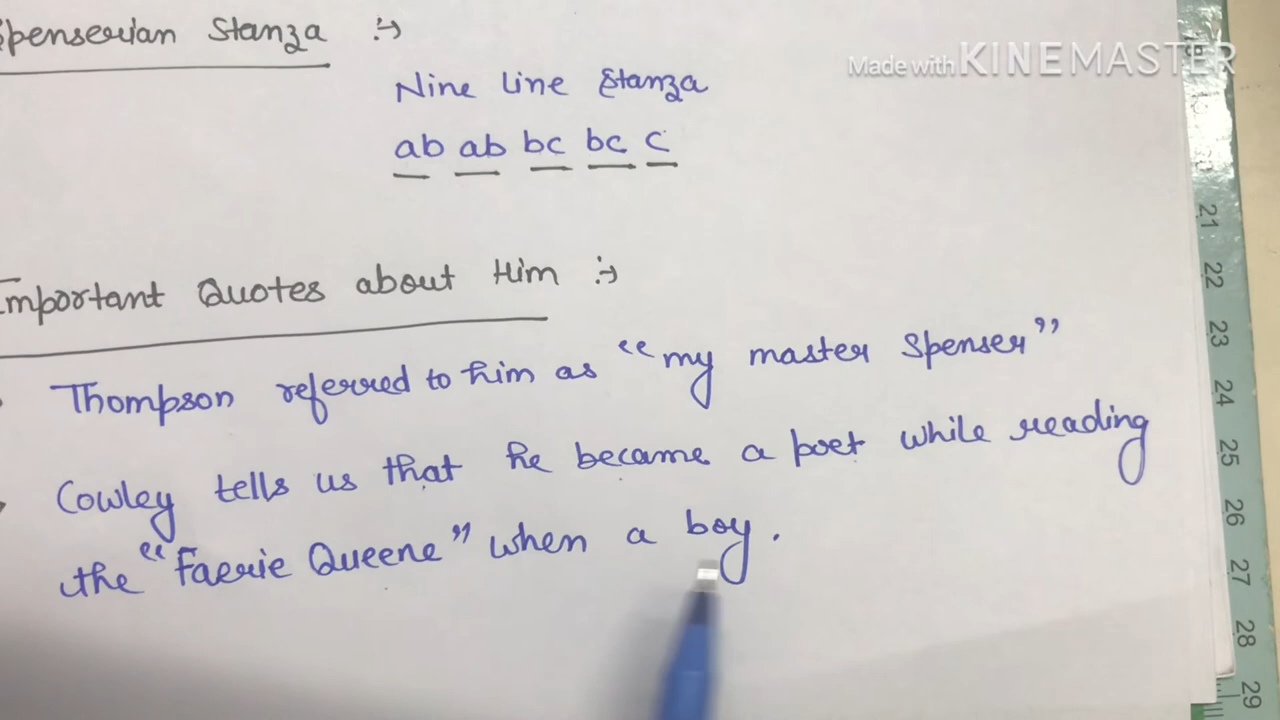 Spenserian Stanza :->
Made with KINEMASTER
Nine line Stanza
ab ab bc bc c
Important Quotes about Him :->
Thompson referred to him as "my master Spenser"
Cowley tells us that he became a poet while reading
the "Faerie Queene" when a boy.
21
22
23
24
25
26
27
28
29